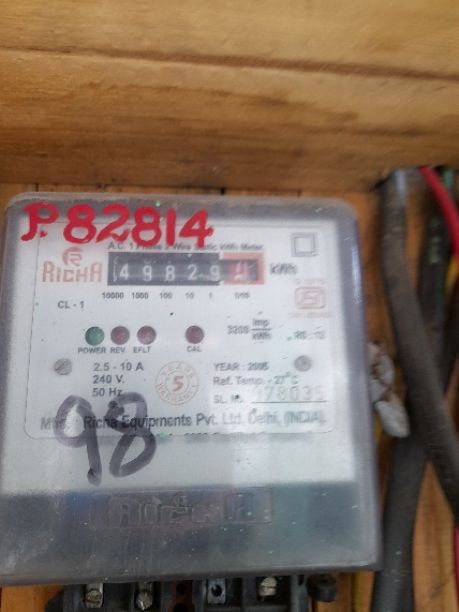 P.82814
A.C. 1 Phase 2 Wire Static kWh Meter
RICHA 49829 kWh
10000 1000 100 10 1 1/10
CL - 1
3200 Imp/kWh
POWER REV. EFLT CAL
2.5 - 10 A
240 V.
50 Hz
5 YEARS WARRANTY
YEAR : 2005
Ref. Temp. - 27°C
SL. No. 178035
Richa Equipments Pvt. Ltd. Delhi, (INDIA).
98